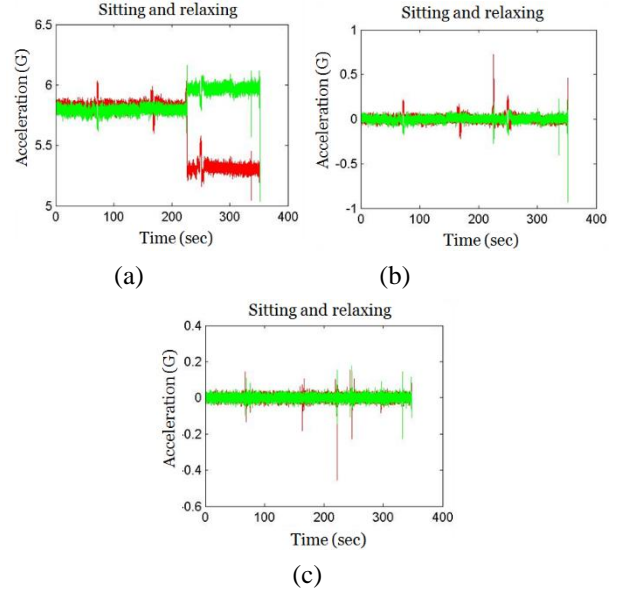 Sitting and relaxing
6.5
6
5.5
5
Acceleration (G)
0 100 200 300 400
Time (sec)
(a)
Sitting and relaxing
1
0.5
0
-0.5
-1
Acceleration (G)
0 100 200 300 400
Time (sec)
(b)
Sitting and relaxing
0.4
0.2
0
-0.2
-0.4
-0.6
Acceleration (G)
0 100 200 300 400
Time (sec)
(c)